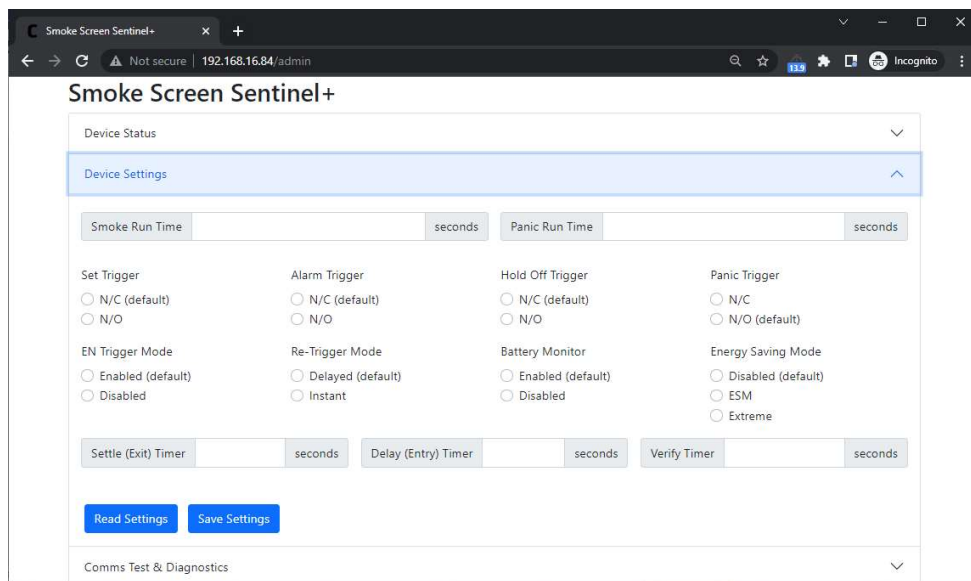 Smoke Screen Sentinel+
Not secure 192.168.16.84/admin 13.9 Incognito
Smoke Screen Sentinel+
Device Status
Device Settings
Smoke Run Time seconds Panic Run Time seconds
Set Trigger Alarm Trigger Hold Off Trigger Panic Trigger
N/C (default) N/C (default) N/C (default) N/C
N/O N/O N/O N/O (default)
EN Trigger Mode Re-Trigger Mode Battery Monitor Energy Saving Mode
Enabled (default) Delayed (default) Enabled (default) Disabled (default)
Disabled Instant Disabled ESM
Extreme
Settle (Exit) Timer seconds Delay (Entry) Timer seconds Verify Timer seconds
Read Settings Save Settings
Comms Test & Diagnostics